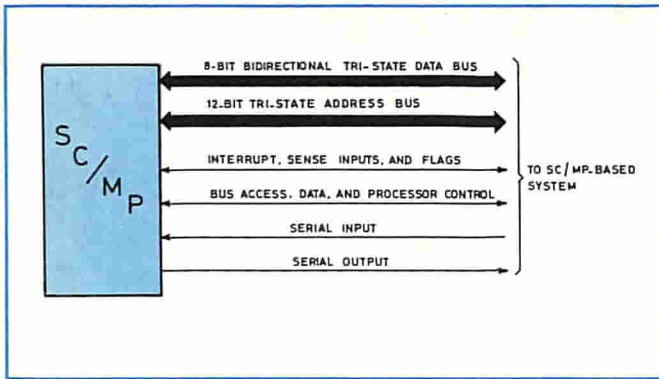 8-BIT BIDIRECTIONAL TRI-STATE DATA BUS
12-BIT TRI-STATE ADDRESS BUS
SC/MP
INTERRUPT, SENSE INPUTS, AND FLAGS
TO SC/MP-BASED
SYSTEM
BUS ACCESS, DATA, AND PROCESSOR CONTROL
SERIAL INPUT
SERIAL OUTPUT